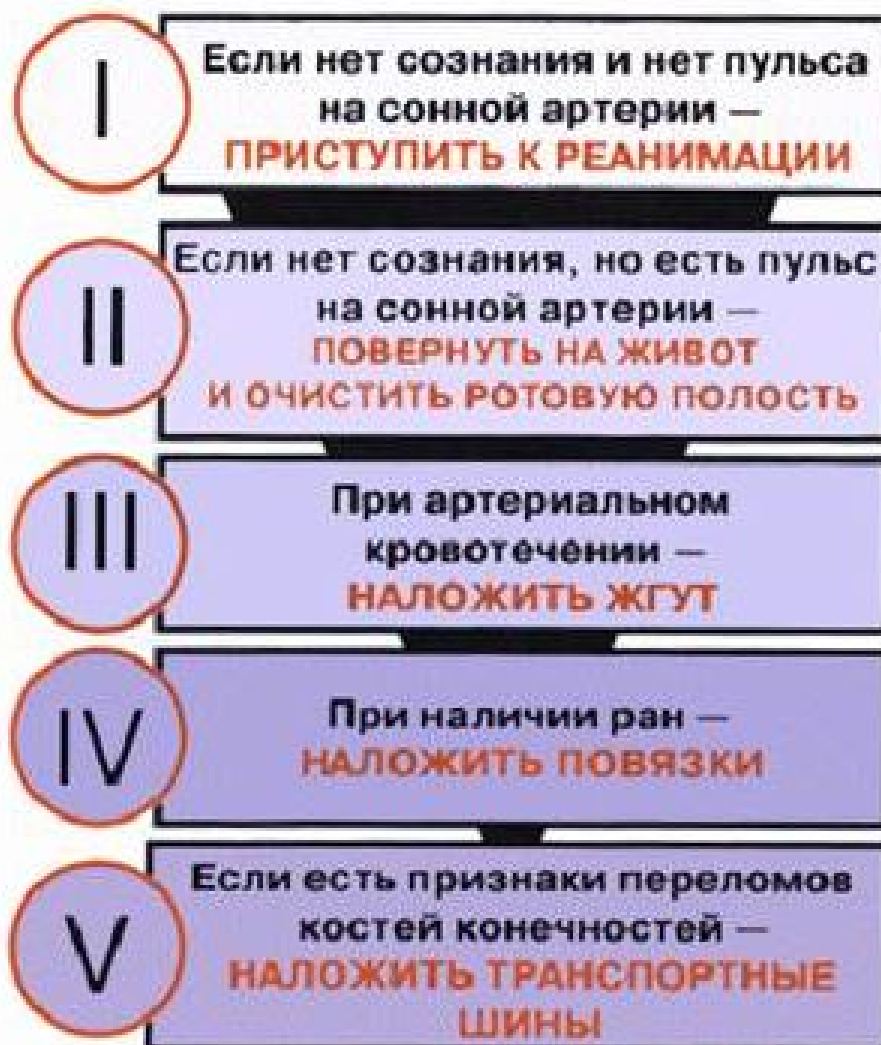 I
Если нет сознания и нет пульса
на сонной артерии —
ПРИСТУПИТЬ К РЕАНИМАЦИИ
II
Если нет сознания, но есть пульс
на сонной артерии —
ПОВЕРНУТЬ НА ЖИВОТ
И ОЧИСТИТЬ РОТОВУЮ ПОЛОСТЬ
III
При артериальном
кровотечении —
НАЛОЖИТЬ ЖГУТ
IV
При наличии ран —
НАЛОЖИТЬ ПОВЯЗКИ
V
Если есть признаки переломов
костей конечностей —
НАЛОЖИТЬ ТРАНСПОРТНЫЕ
ШИНЫ